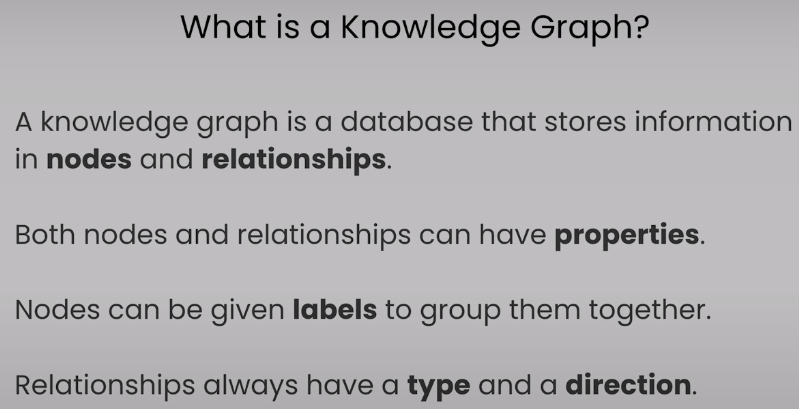 What is a Knowledge Graph?
A knowledge graph is a database that stores information
in nodes and relationships.
Both nodes and relationships can have properties.
Nodes can be given labels to group them together.
Relationships always have a type and a direction.